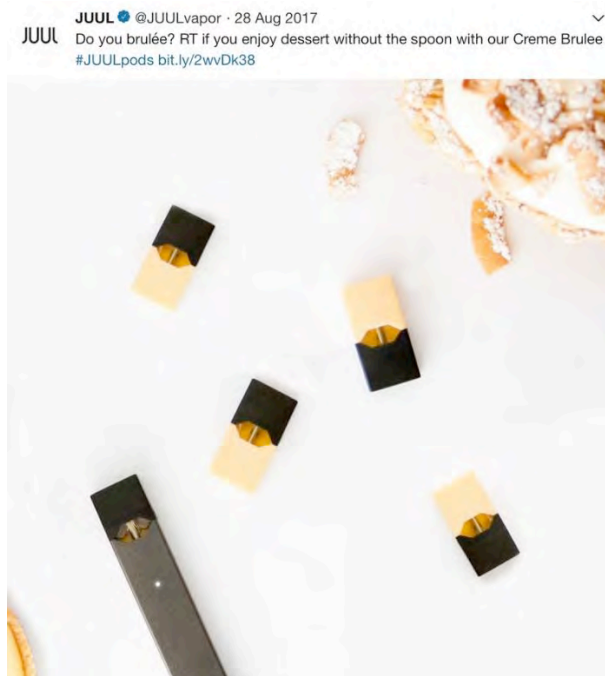 JUUL @JUULvapor · 28 Aug 2017
JUUL
Do you brulée? RT if you enjoy dessert without the spoon with our Creme Brulee
#JUULpods bit.ly/2wvDk38